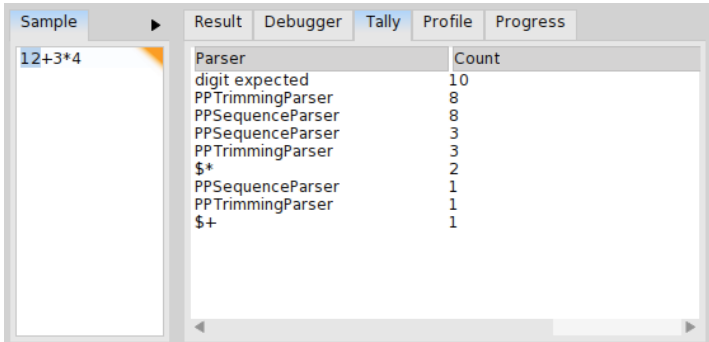 Sample
Result Debugger Tally Profile Progress
12+3*4
Parser Count
digit expected 10
PPTrimmingParser 8
PPSequenceParser 8
PPSequenceParser 3
PPTrimmingParser 3
$* 2
PPSequenceParser 1
PPTrimmingParser 1
$+ 1